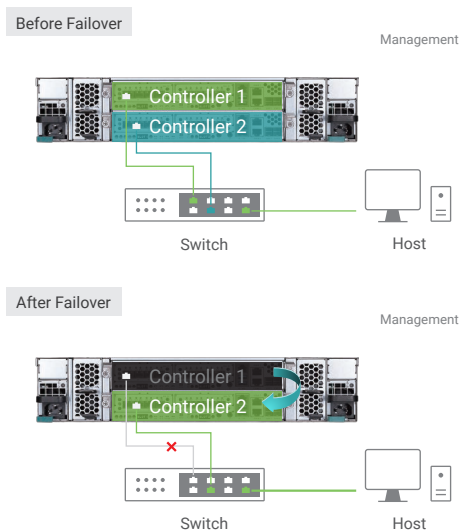 Before Failover
Management
Controller 1
Controller 2
Switch
Host
After Failover
Management
Controller 1
Controller 2
Switch
Host